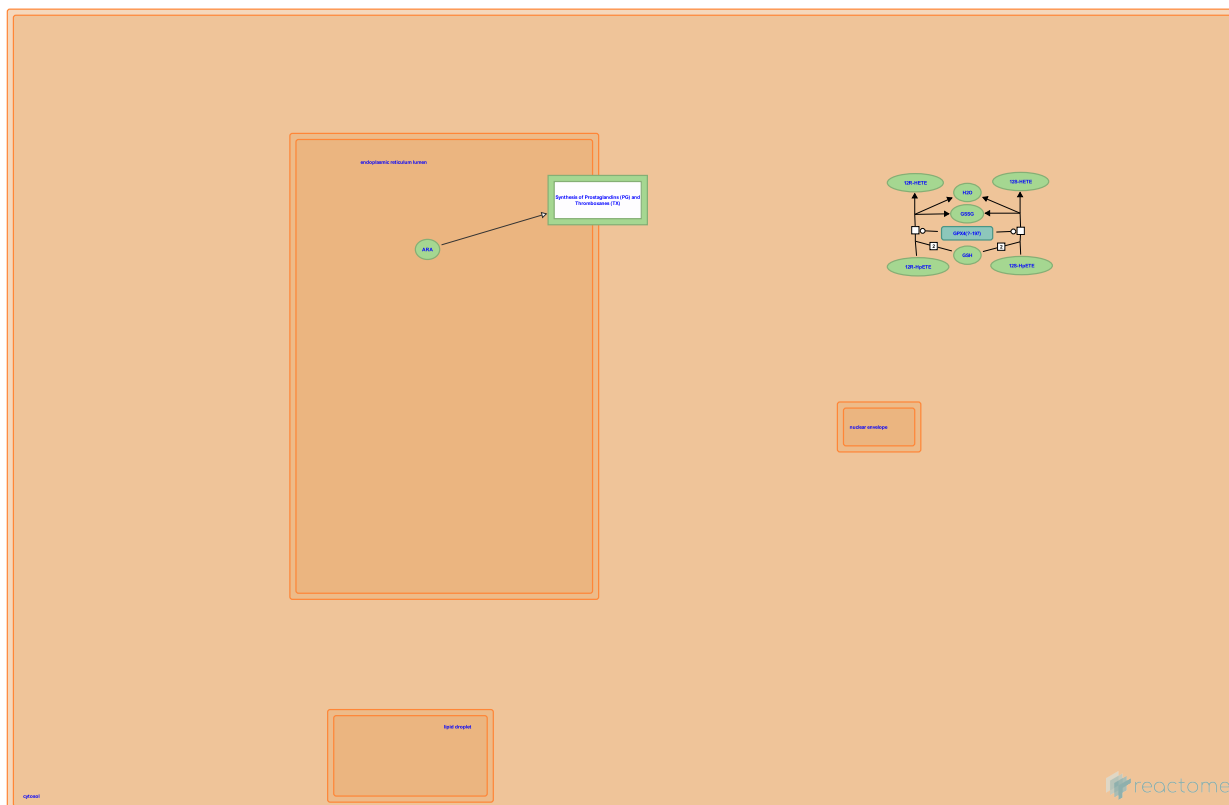 endoplasmic reticulum lumen
Synthesis of Prostaglandins (PG) and
Thromboxanes (TX)
ARA
12R-HETE
H2O
12S-HETE
GSSG
GPX4(?-197)
2
GSH
2
12R-HpETE
12S-HpETE
nuclear envelope
lipid droplet
cytosol
reactome